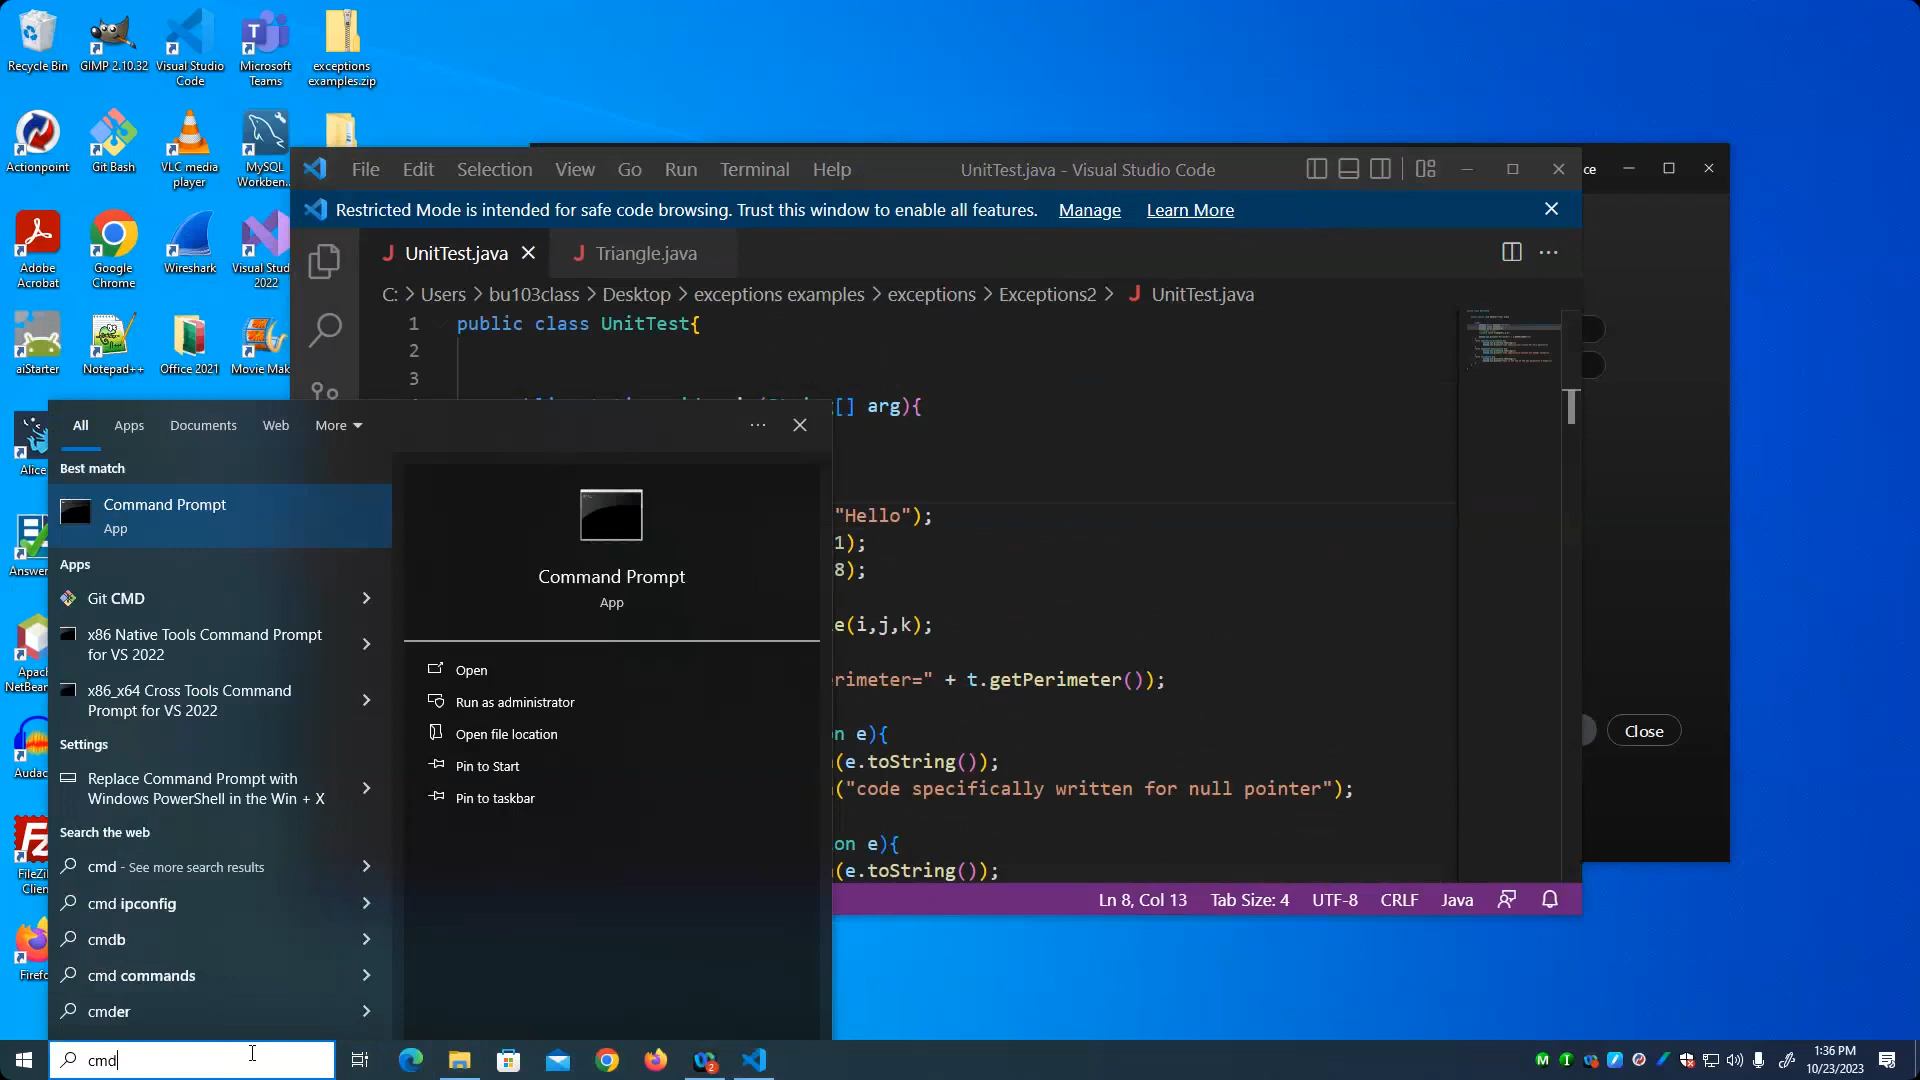 Recycle Bin
GIMP 2.10.32
Visual Studio
Code
Microsoft
Teams
exceptions
examples.zip
Actionpoint
Git Bash
VLC media
player
MySQL
Workben...
Adobe
Acrobat
Google
Chrome
Wireshark
Visual Stud
2022
aiStarter
Notepad++
Office 2021
Movie Mak
Alice
Answer
Apac
NetBean
Audac
FileZil
Clien
Firefo
File Edit Selection View Go Run Terminal Help
UnitTest.java - Visual Studio Code
ce
Restricted Mode is intended for safe code browsing. Trust this window to enable all features. Manage Learn More
UnitTest.java
Triangle.java
C: > Users > bu103class > Desktop > exceptions examples > exceptions > Exceptions2 > UnitTest.java
1 public class UnitTest{
2
3
[] arg){
"Hello");
1);
8);
e(i,j,k);
rimeter=" + t.getPerimeter());
n e){
(e.toString());
("code specifically written for null pointer");
on e){
(e.toString());
Ln 8, Col 13 Tab Size: 4 UTF-8 CRLF Java
Close
All Apps Documents Web More
Best match
Command Prompt
App
Apps
Git CMD
x86 Native Tools Command Prompt
for VS 2022
x86_x64 Cross Tools Command
Prompt for VS 2022
Settings
Replace Command Prompt with
Windows PowerShell in the Win + X
Search the web
cmd - See more search results
cmd ipconfig
cmdb
cmd commands
cmder
Command Prompt
App
Open
Run as administrator
Open file location
Pin to Start
Pin to taskbar
cmd
2
1:36 PM
10/23/2023